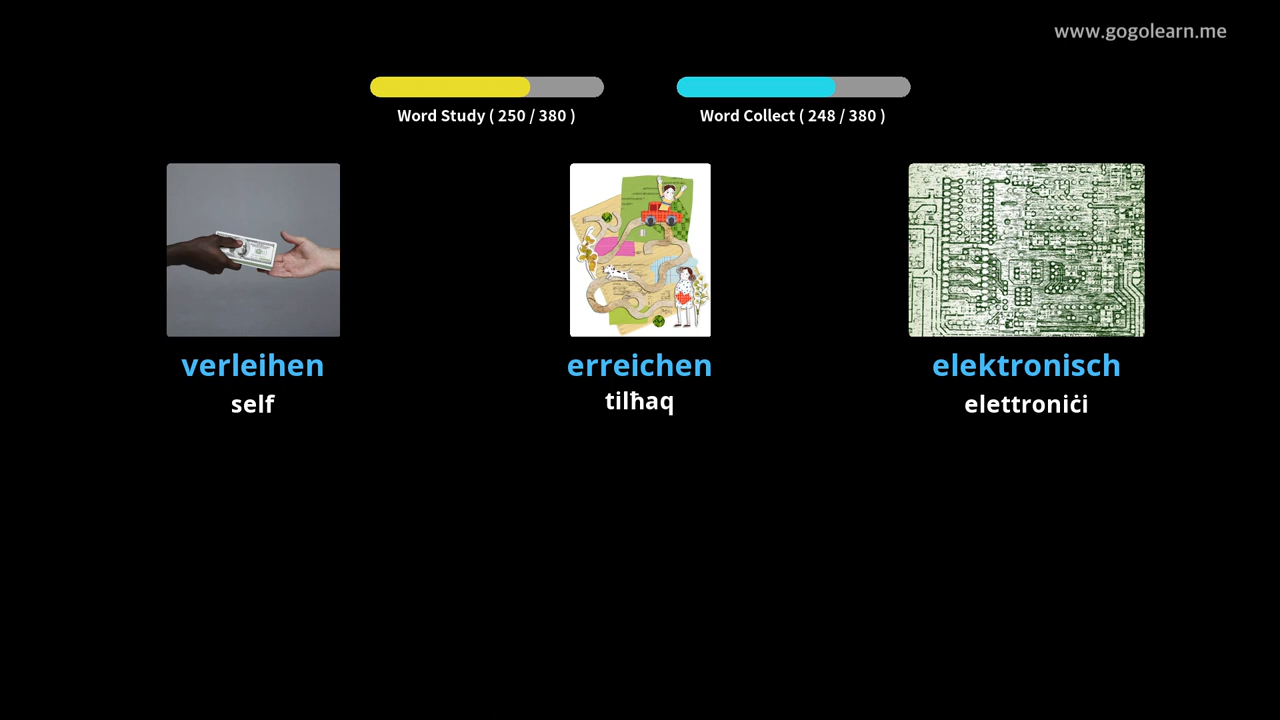 www.gogolearn.me
Word Study ( 250 / 380 )
Word Collect ( 248 / 380 )
verleihen
self
erreichen
tilħaq
elektronisch
elettroniċi